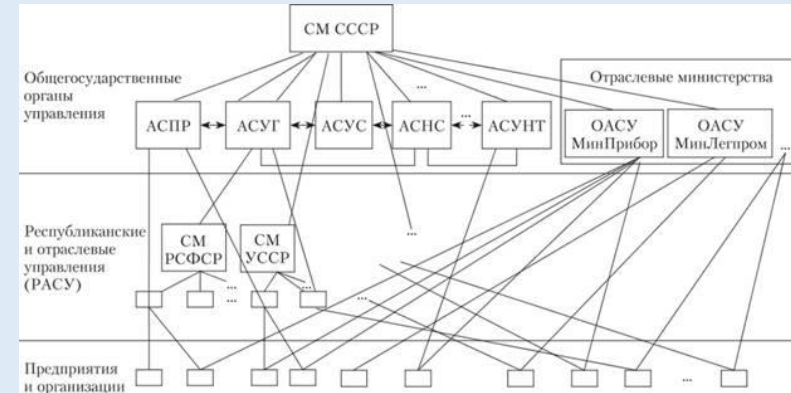 СМ СССР
Общегосударственные
органы
управления
...
Отраслевые министерства
АСПР
АСУГ
АСУС
АСНС
...
АСУНТ
ОАСУ
МинПрибор
ОАСУ
МинЛегпром
...
Республиканские
и отраслевые
управления
(РАСУ)
СМ
РСФСР
СМ
УССР
...
...
...
...
...
...
Предприятия
и организации
...